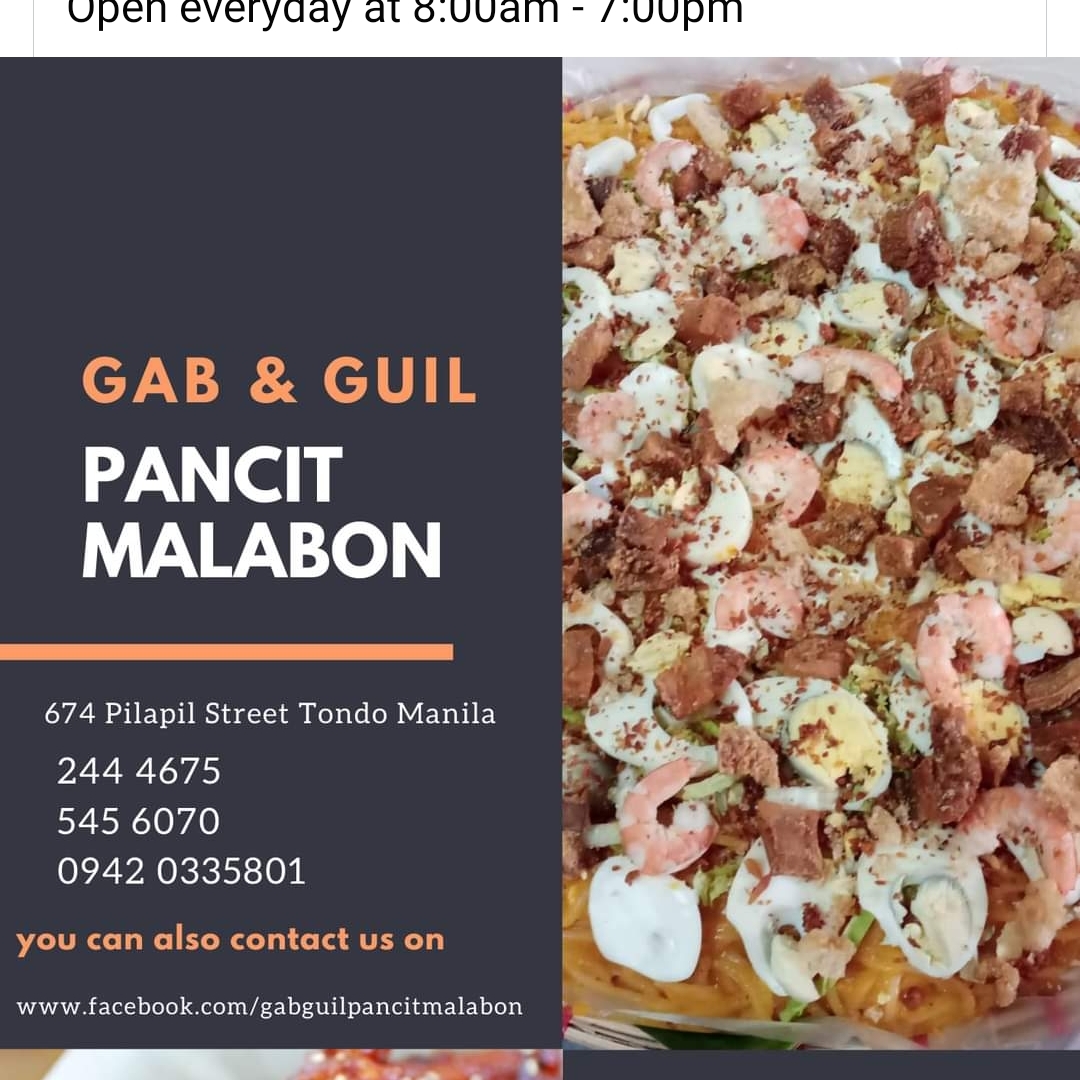 Open everyday at 8:00am - 7:00pm
GAB & GUIL
PANCIT
MALABON
674 Pilapil Street Tondo Manila
244 4675
545 6070
0942 0335801
you can also contact us on
www.facebook.com/gabguilpancitmalabon